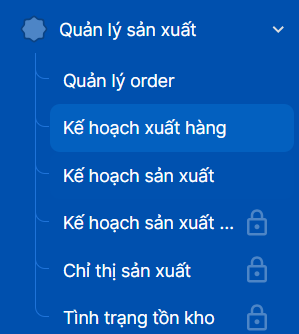 Quản lý sản xuất
Quản lý order
Kế hoạch xuất hàng
Kế hoạch sản xuất
Kế hoạch sản xuất ...
Chỉ thị sản xuất
Tình trạng tồn kho